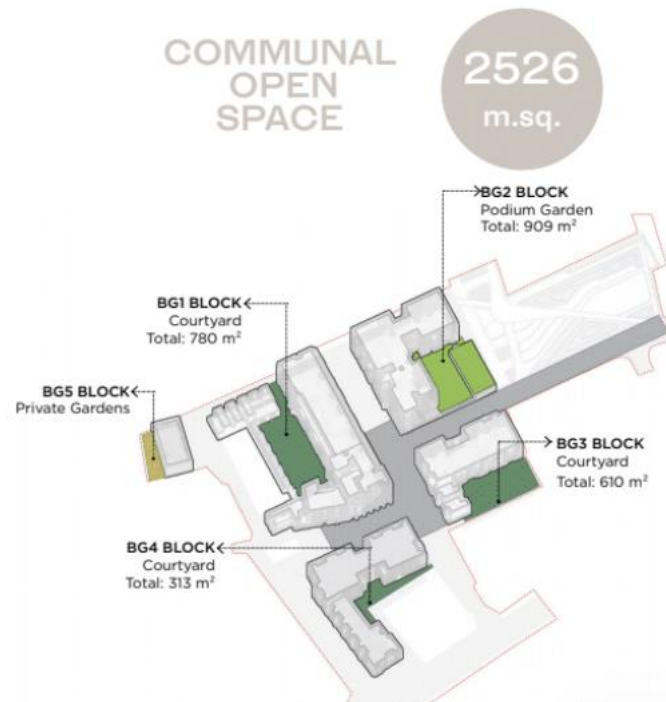 COMMUNAL
OPEN
SPACE
2526
m.sq.
BG2 BLOCK
Podium Garden
Total: 909 m²
BG1 BLOCK
Courtyard
Total: 780 m²
BG5 BLOCK
Private Gardens
BG3 BLOCK
Courtyard
Total: 610 m²
BG4 BLOCK
Courtyard
Total: 313 m²